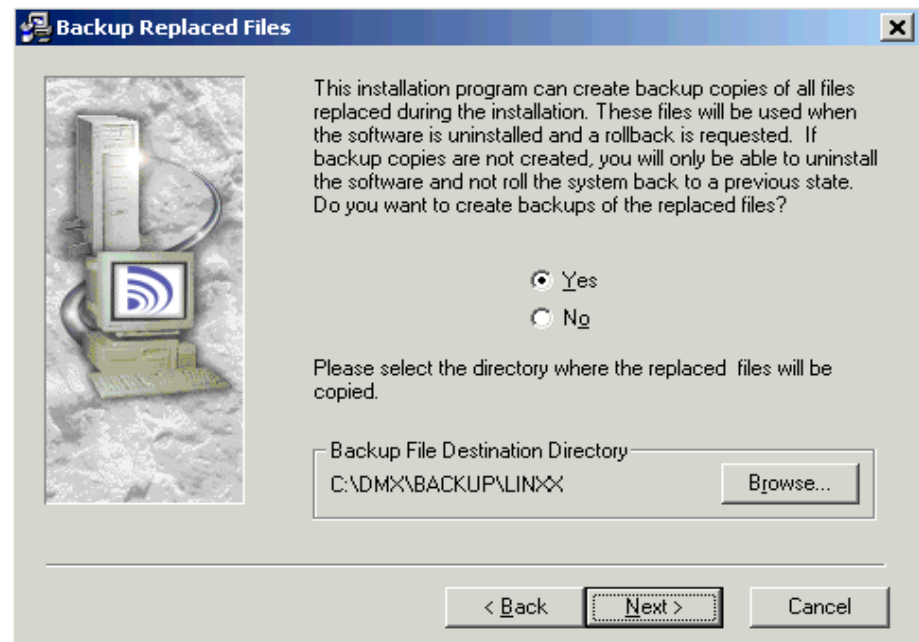 Backup Replaced Files
This installation program can create backup copies of all files
replaced during the installation. These files will be used when
the software is uninstalled and a rollback is requested.  If
backup copies are not created, you will only be able to uninstall
the software and not roll the system back to a previous state.
Do you want to create backups of the replaced files?
Yes
No
Please select the directory where the replaced  files will be
copied.
Backup File Destination Directory
C:\DMX\BACKUP\LINXX
Browse...
< Back
Next >
Cancel